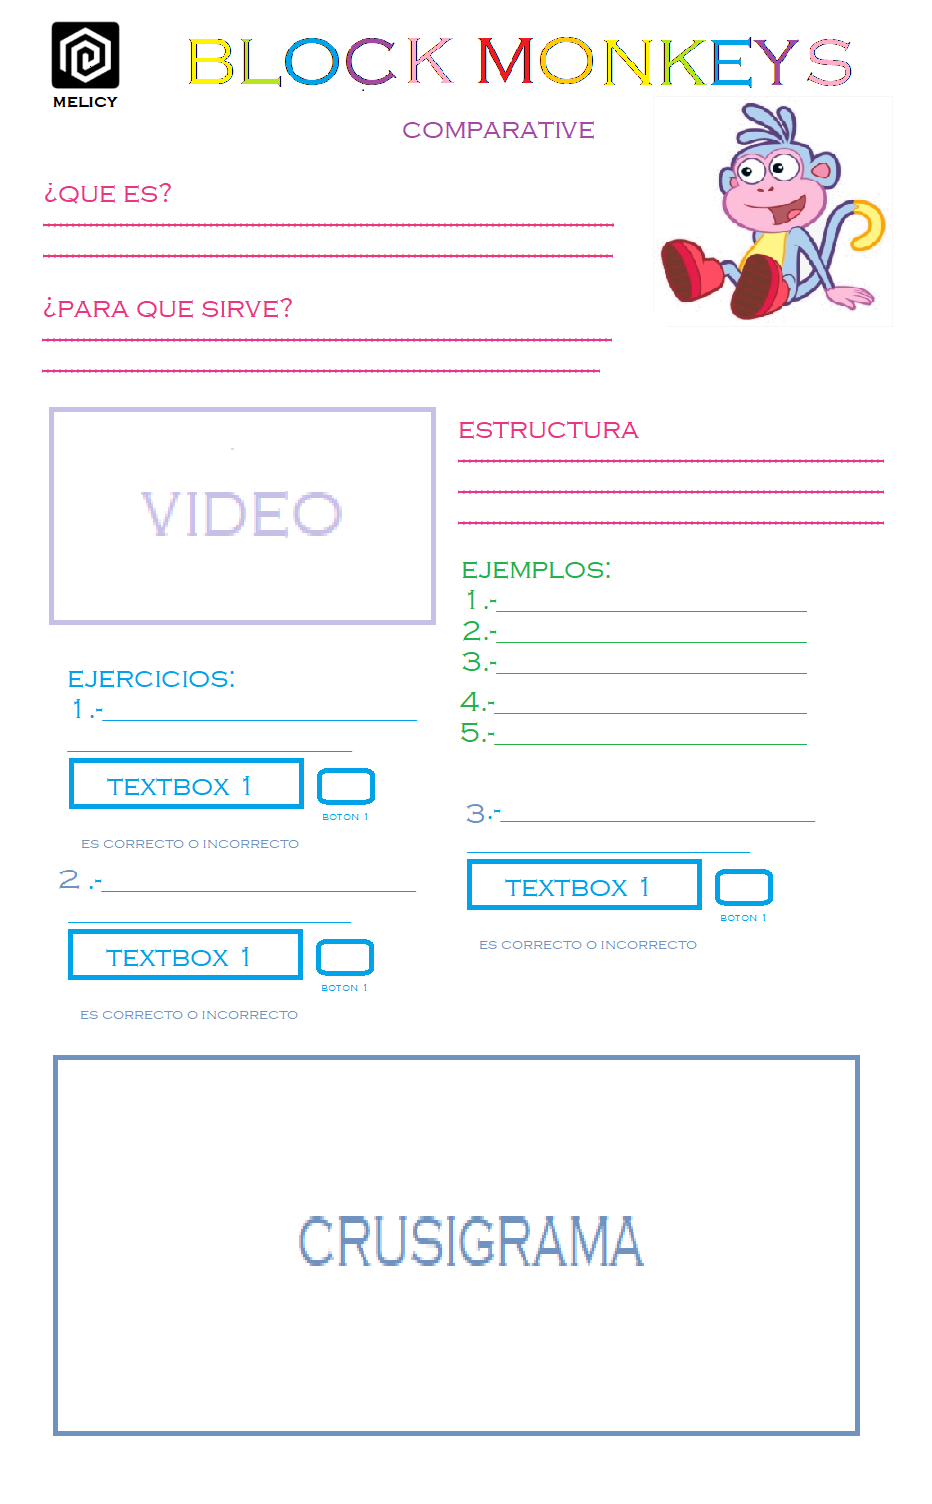 MELICY
BLOCK MONKEYS
COMPARATIVE
¿QUE ES?
¿PARA QUE SIRVE?
VIDEO
ESTRUCTURA
EJEMPLOS:
1.-
2.-
3.-
4.-
5.-
EJERCICIOS:
1.-
TEXTBOX 1
BOTON 1
ES CORRECTO O INCORRECTO
2 .-
TEXTBOX 1
BOTON 1
ES CORRECTO O INCORRECTO
3.-
TEXTBOX 1
BOTON 1
ES CORRECTO O INCORRECTO
CRUSIGRAMA